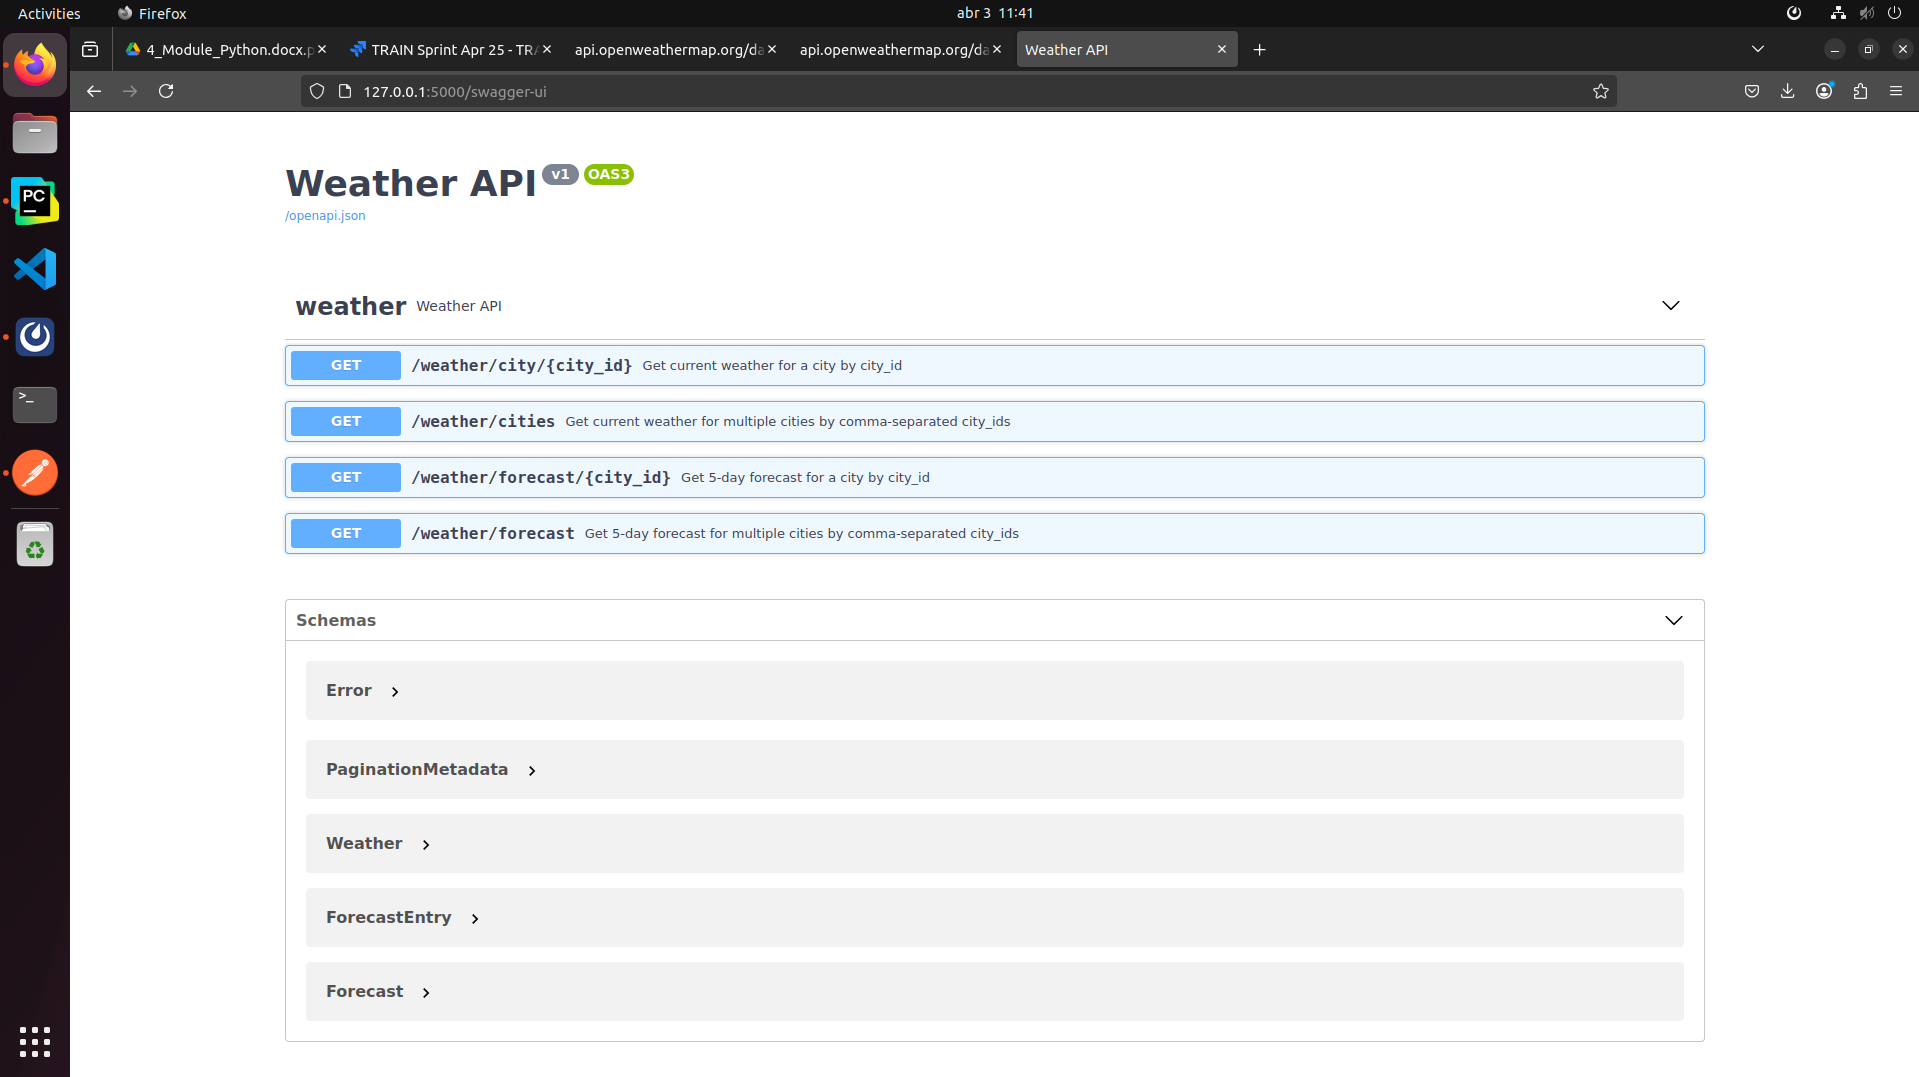 Activities Firefox abr 3 11:41
4_Module_Python.docx.p TRAIN Sprint Apr 25 - TRA api.openweathermap.org/da api.openweathermap.org/da Weather API
127.0.0.1:5000/swagger-ui
Weather API v1 OAS3
/openapi.json
weather Weather API
GET /weather/city/{city_id} Get current weather for a city by city_id
GET /weather/cities Get current weather for multiple cities by comma-separated city_ids
GET /weather/forecast/{city_id} Get 5-day forecast for a city by city_id
GET /weather/forecast Get 5-day forecast for multiple cities by comma-separated city_ids
Schemas
Error
PaginationMetadata
Weather
ForecastEntry
Forecast
PC
>_